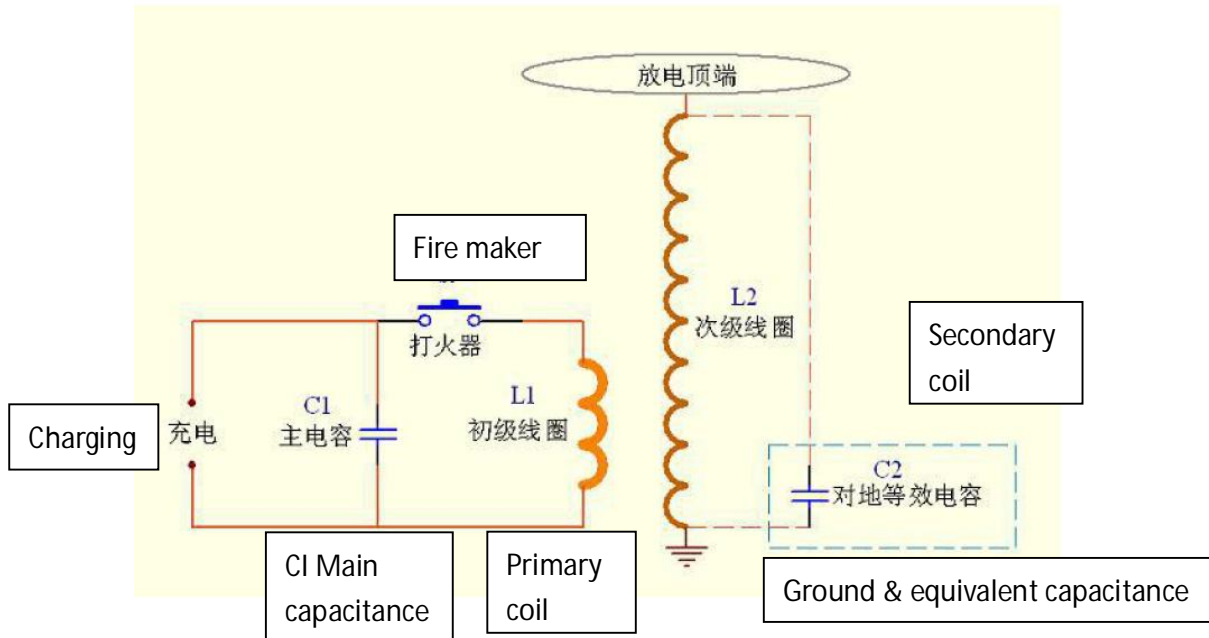 放电顶端
Fire maker
打火器
L2
次级线圈
Secondary
coil
Charging
充电
C1
主电容
L1
初级线圈
C2
对地等效电容
CI Main
capacitance
Primary
coil
Ground & equivalent capacitance